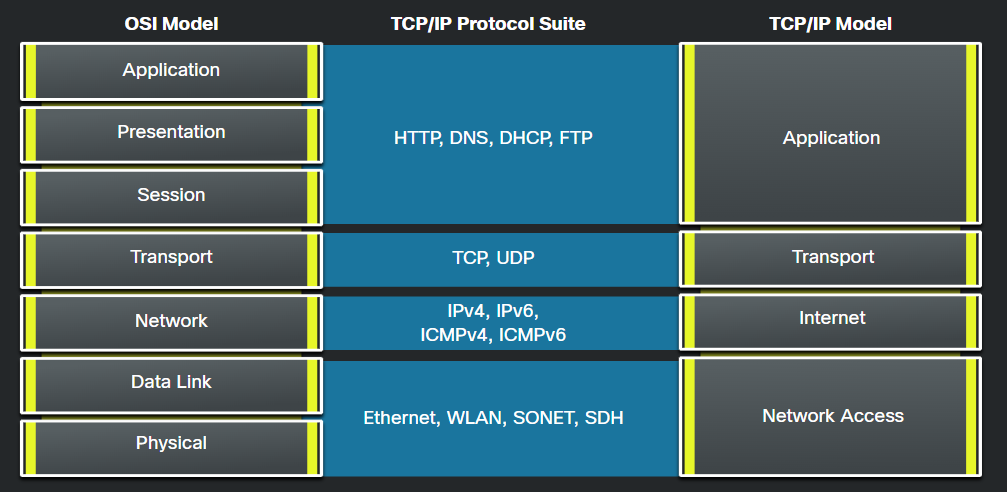 OSI Model
TCP/IP Protocol Suite
TCP/IP Model
Application
Presentation
Session
Transport
Network
Data Link
Physical
HTTP, DNS, DHCP, FTP
TCP, UDP
IPv4, IPv6,
ICMPv4, ICMPv6
Ethernet, WLAN, SONET, SDH
Application
Transport
Internet
Network Access